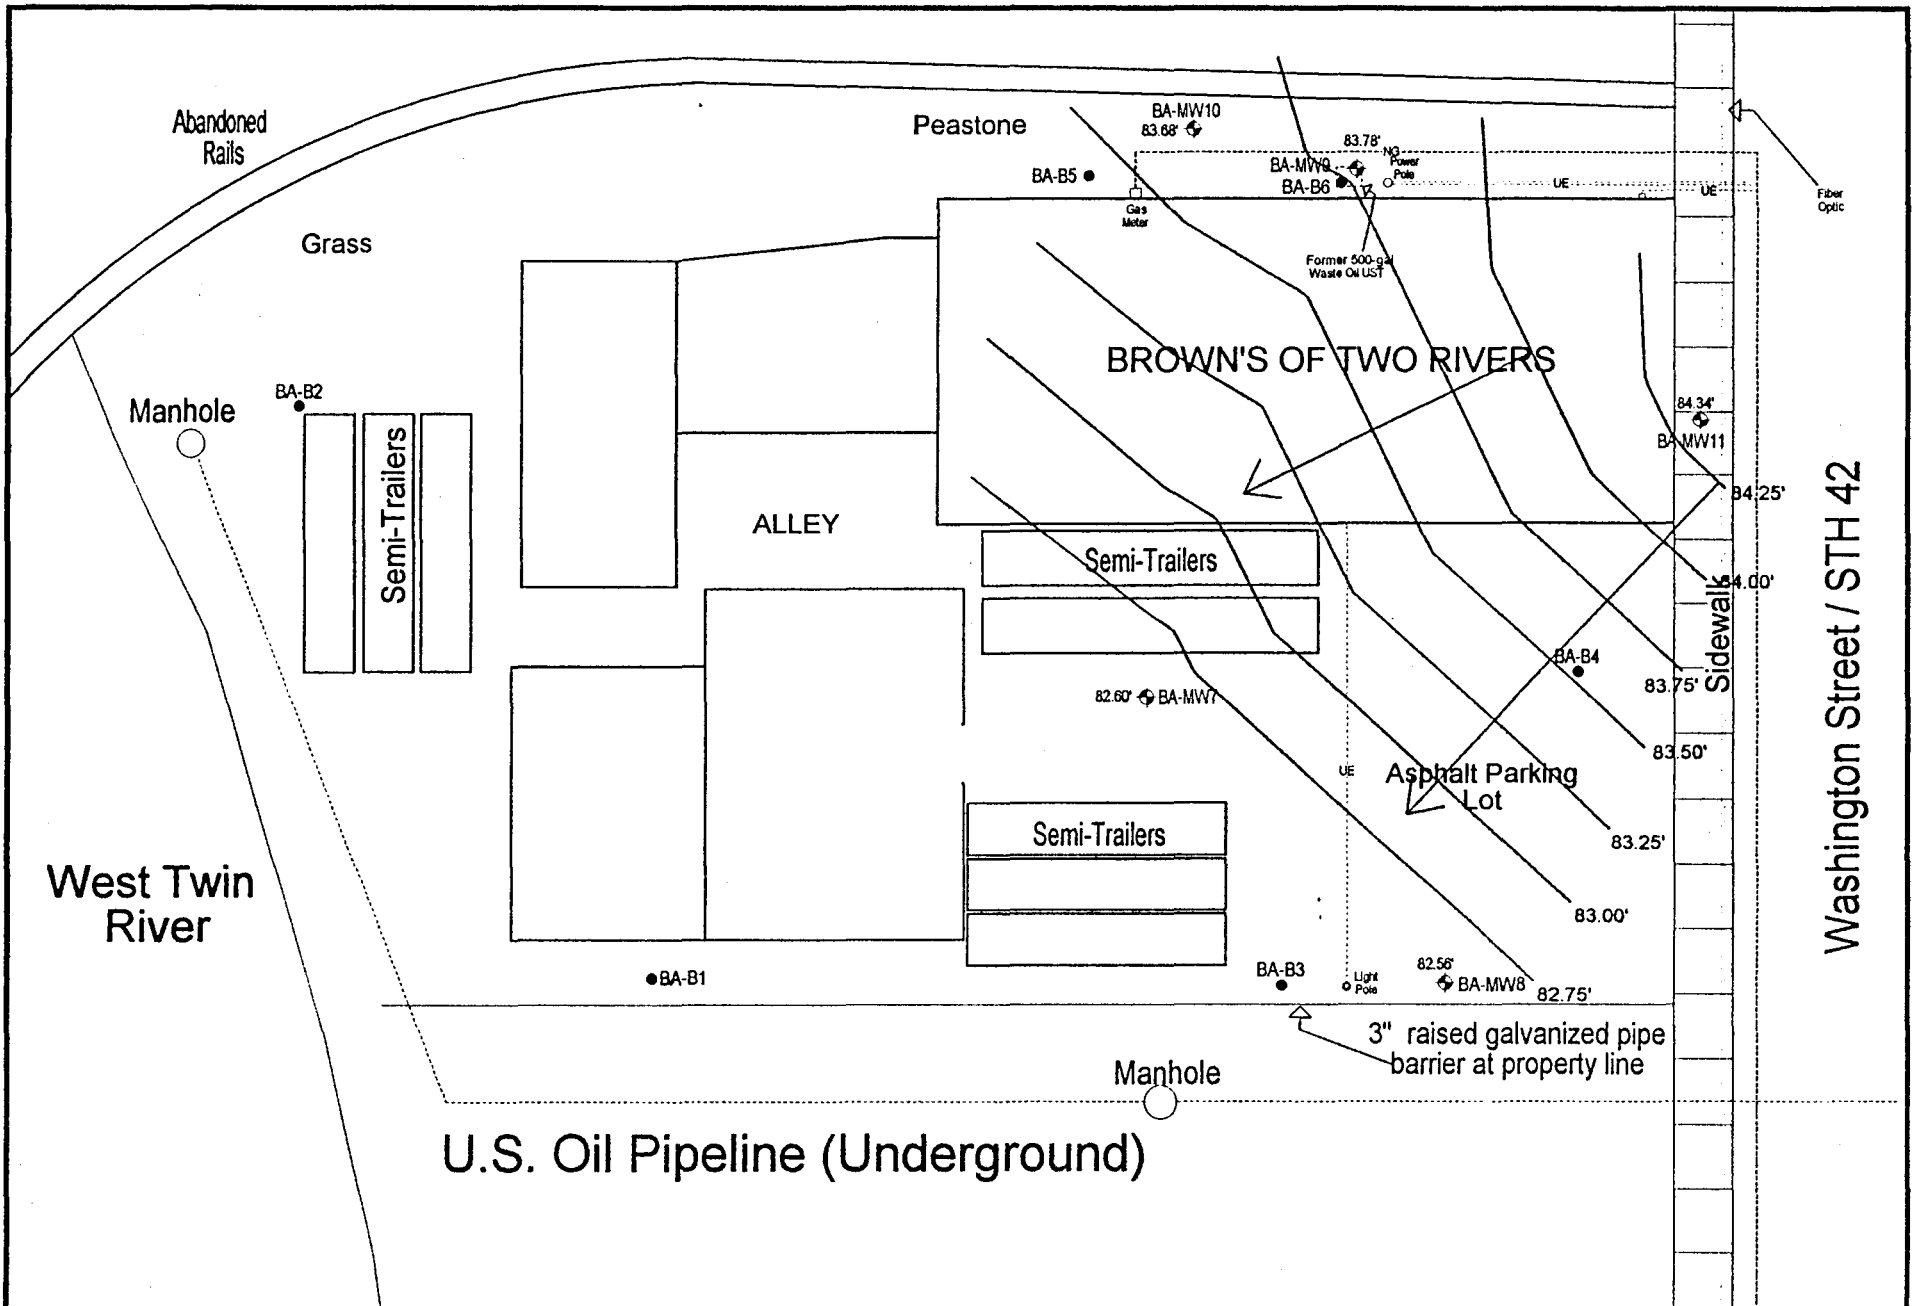 Abandoned
Rails
Peastone
BA-MW10
83.68'
83.78'
NG
Power
Pole
BA-MW9
BA-B6
BA-B5
UE
UE
Fiber
Optic
Gas
Meter
Grass
Former 500-gal
Waste Oil UST
BROWN'S OF TWO RIVERS
BA-B2
Manhole
Semi-Trailers
84.34'
BA-MW11
84.25'
ALLEY
Semi-Trailers
84.00'
Sidewalk
Washington Street / STH 42
BA-B4
83.75'
82.60'
BA-MW7
83.50'
UE
Asphalt Parking
Lot
Semi-Trailers
83.25'
West Twin
River
83.00'
BA-B1
BA-B3
Light
Pole
82.56'
BA-MW8
82.75'
3" raised galvanized pipe
barrier at property line
Manhole
U.S. Oil Pipeline (Underground)